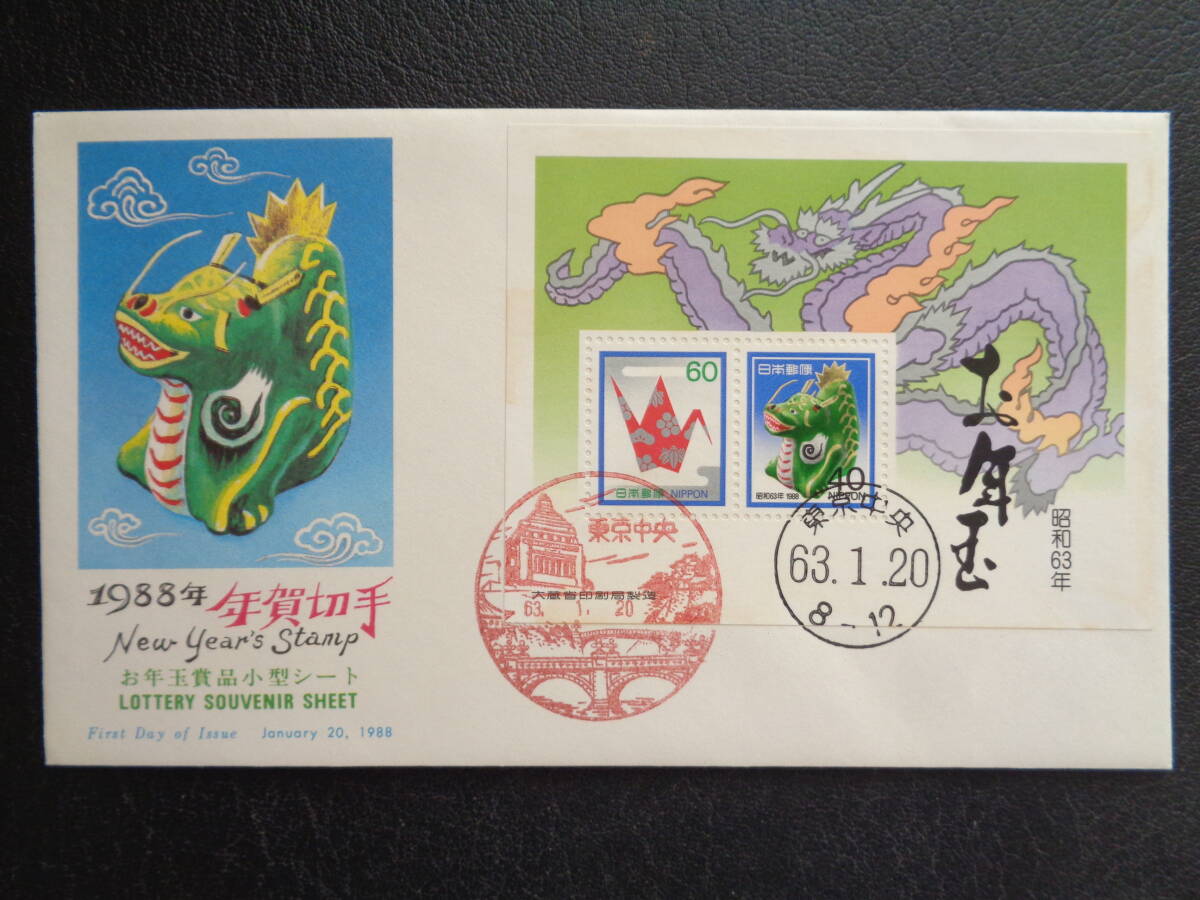 1988年 年賀切手
New Year's Stamp
お年玉賞品小型シート
LOTTERY SOUVENIR SHEET
First Day of Issue January 20, 1988
60
日本郵便 NIPPON
日本郵便
40
昭和63年 1988 NIPPON
お年玉
昭和63年
大蔵省印刷局製造
東京中央
63. 1. 20
東京中央
63.1.20
8-12